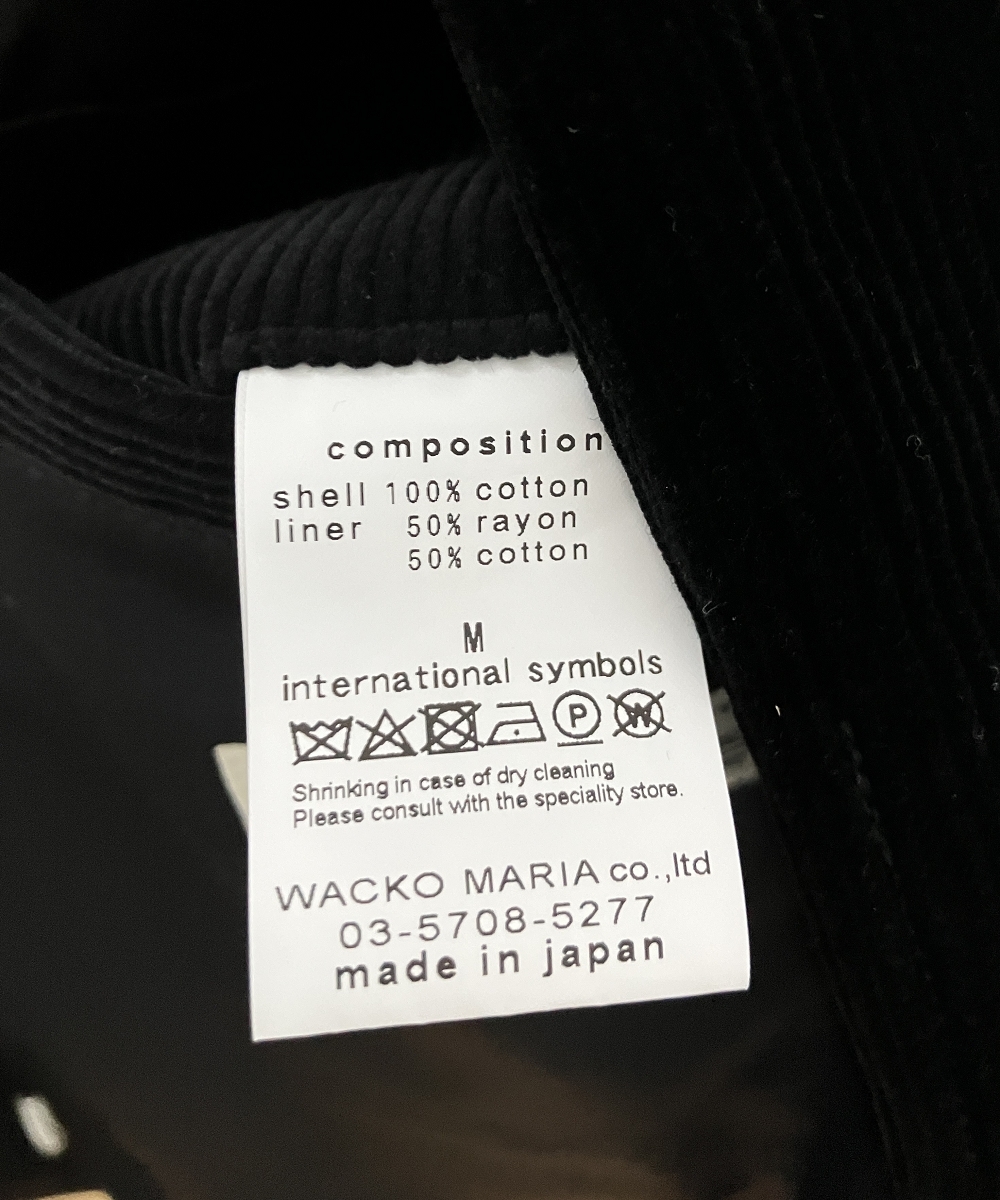 composition
shell 100% cotton
liner 50% rayon
50% cotton
M
international symbols
P W
Shrinking in case of dry cleaning
Please consult with the speciality store.
WACKO MARIA co.,ltd
03-5708-5277
made in japan